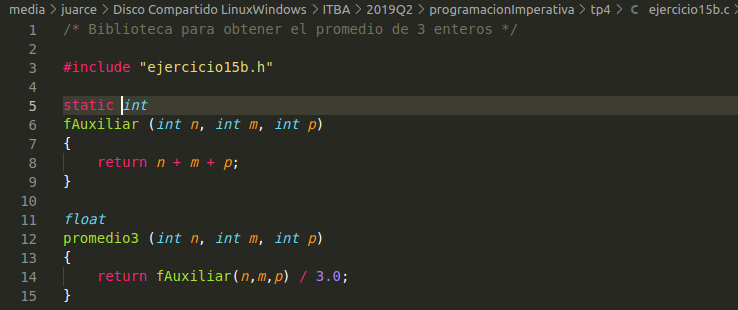 media > juarce > Disco Compartido LinuxWindows > ITBA > 2019Q2 > programacionImperativa > tp4 > C ejercicio15b.c
1 /* Biblioteca para obtener el promedio de 3 enteros */
2
3 #include "ejercicio15b.h"
4
5 static int
6 fAuxiliar (int n, int m, int p)
7 {
8     return n + m + p;
9 }
10
11 float
12 promedio3 (int n, int m, int p)
13 {
14     return fAuxiliar(n,m,p) / 3.0;
15 }